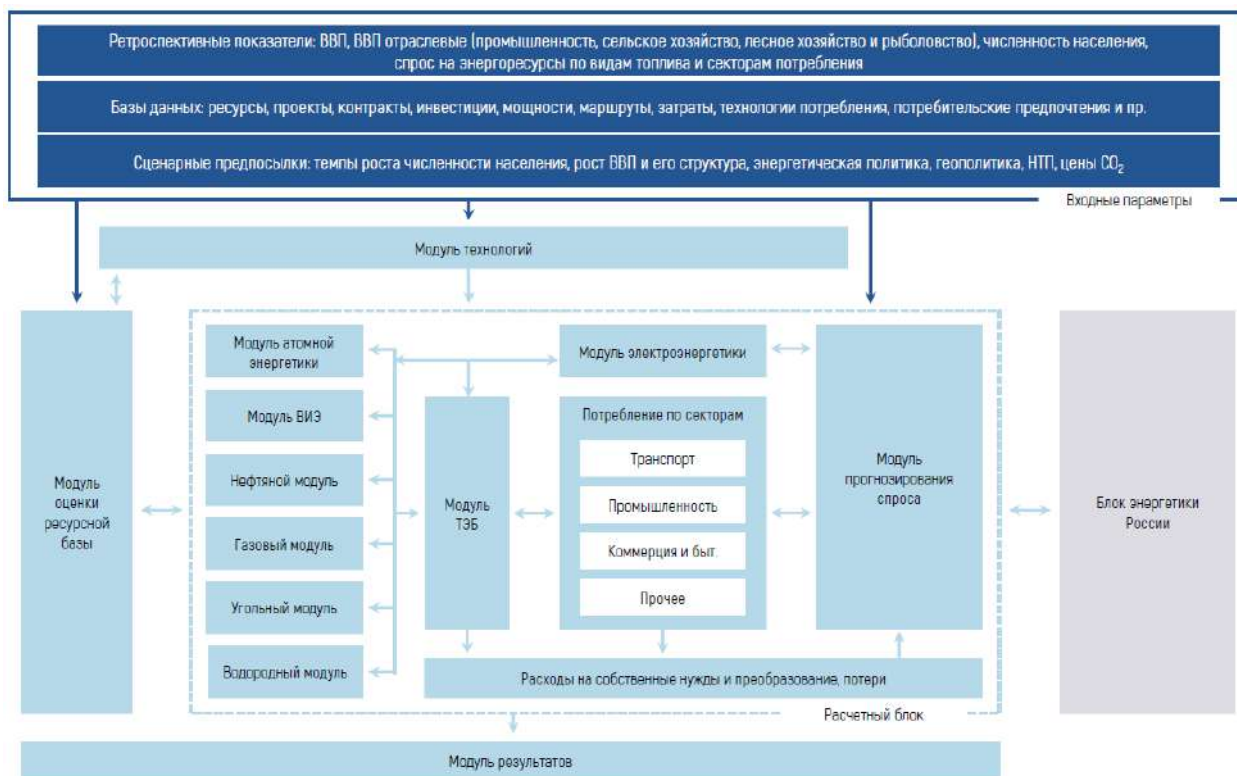 Ретроспективные показатели: ВВП, ВВП отраслевые (промышленность, сельское хозяйство, лесное хозяйство и рыболовство), численность населения,
спрос на энергоресурсы по видам топлива и секторам потребления
Базы данных: ресурсы, проекты, контракты, инвестиции, мощности, маршруты, затраты, технологии потребления, потребительские предпочтения и пр.
Сценарные предпосылки: темпы роста численности населения, рост ВВП и его структура, энергетическая политика, геополитика, НТП, цены CO₂
Входные параметры
Модуль технологий
Модуль
оценки
ресурсной
базы
Модуль атомной
энергетики
Модуль ВИЭ
Нефтяной модуль
Газовый модуль
Угольный модуль
Водородный модуль
Модуль
ТЭБ
Модуль электроэнергетики
Потребление по секторам
Транспорт
Промышленность
Коммерция и быт.
Прочее
Модуль
прогнозирования
спроса
Расходы на собственные нужды и преобразование, потери
Расчетный блок
Блок энергетики
России
Модуль результатов